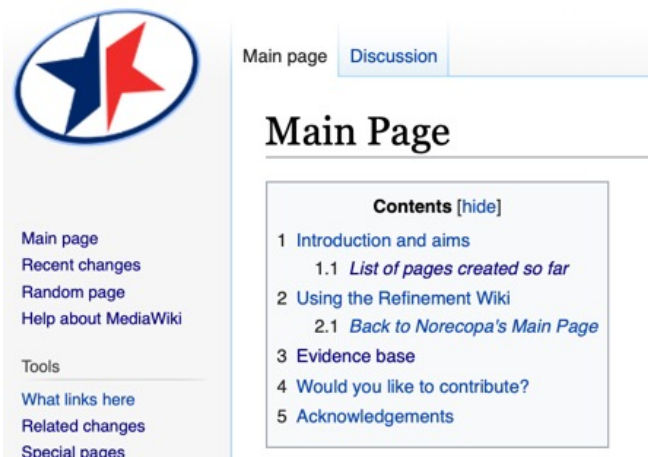 Main page
Discussion
Main Page
Contents [hide]
1 Introduction and aims
1.1 List of pages created so far
2 Using the Refinement Wiki
2.1 Back to Norecopa's Main Page
3 Evidence base
4 Would you like to contribute?
5 Acknowledgements
Main page
Recent changes
Random page
Help about MediaWiki
Tools
What links here
Related changes
Special pages